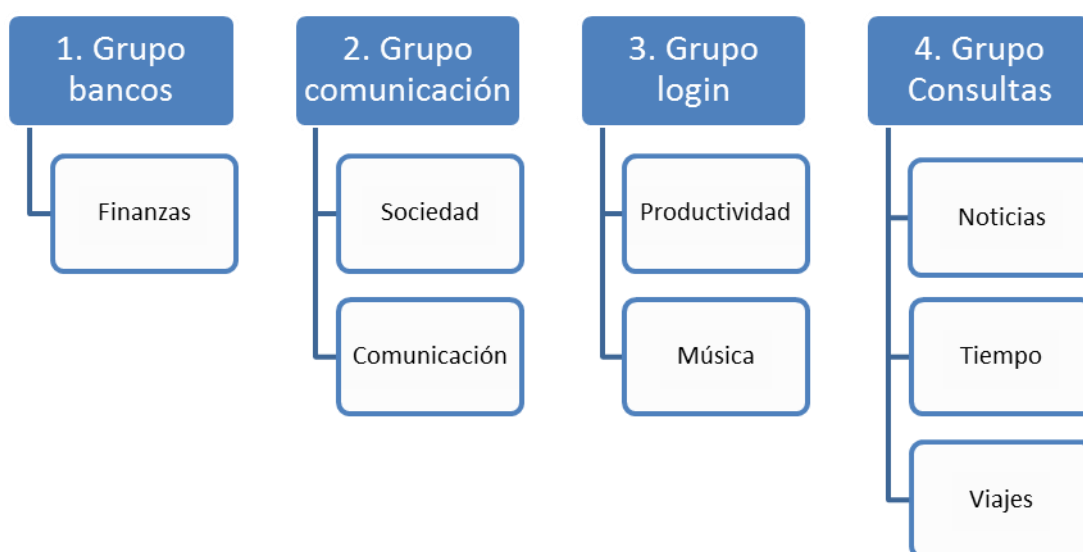 1. Grupo
bancos
Finanzas
2. Grupo
comunicación
Sociedad
Comunicación
3. Grupo
login
Productividad
Música
4. Grupo
Consultas
Noticias
Tiempo
Viajes